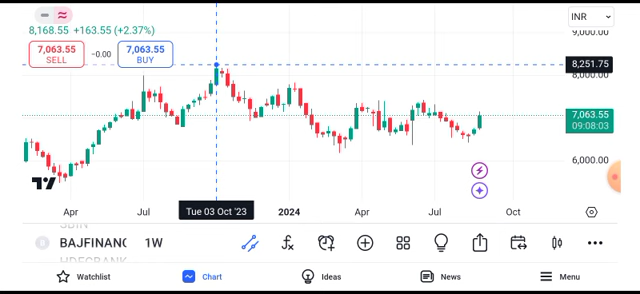 INR
8,168.55 +163.55 (+2.37%)
9,000.00
7,063.55
SELL
−0.00
7,063.55
BUY
8,251.75
8,000.00
7,063.55
09:08:03
6,000.00
Apr
Jul
Tue 03 Oct '23
2024
Apr
Jul
Oct
BAJFINANC
1W
Watchlist
Chart
Ideas
News
Menu